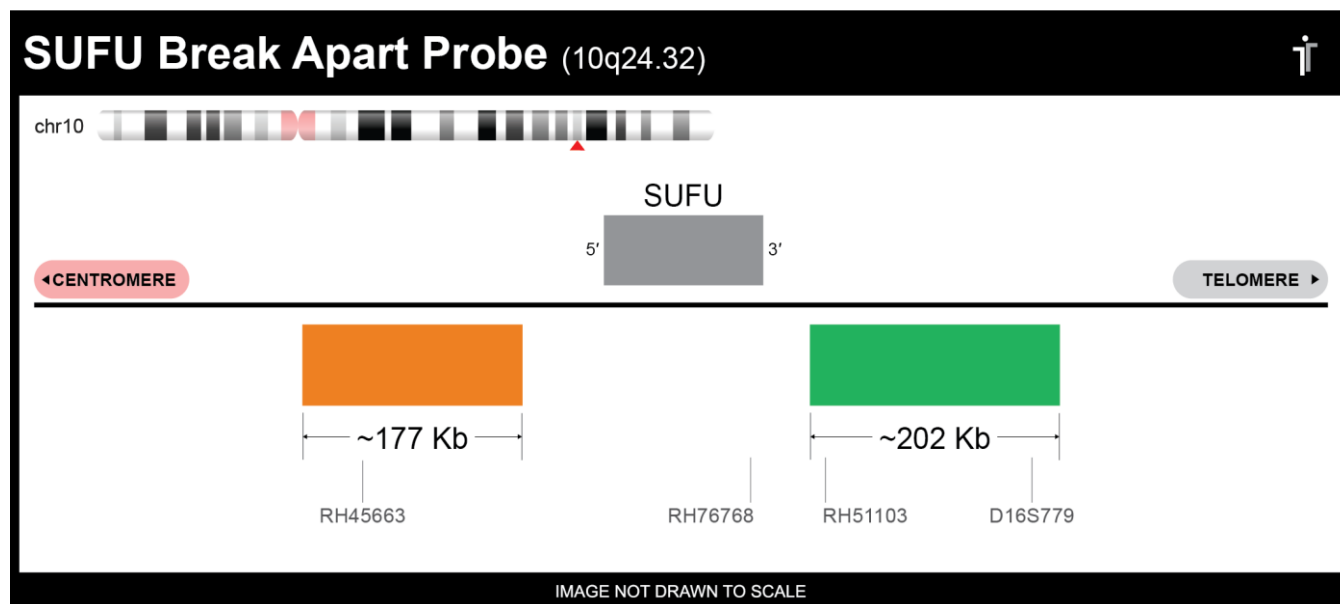 SUFU Break Apart Probe (10q24.32)
chr10
SUFU
5′ 3′
◂CENTROMERE TELOMERE ▸
~177 Kb ~202 Kb
RH45663 RH76768 RH51103 D16S779
IMAGE NOT DRAWN TO SCALE